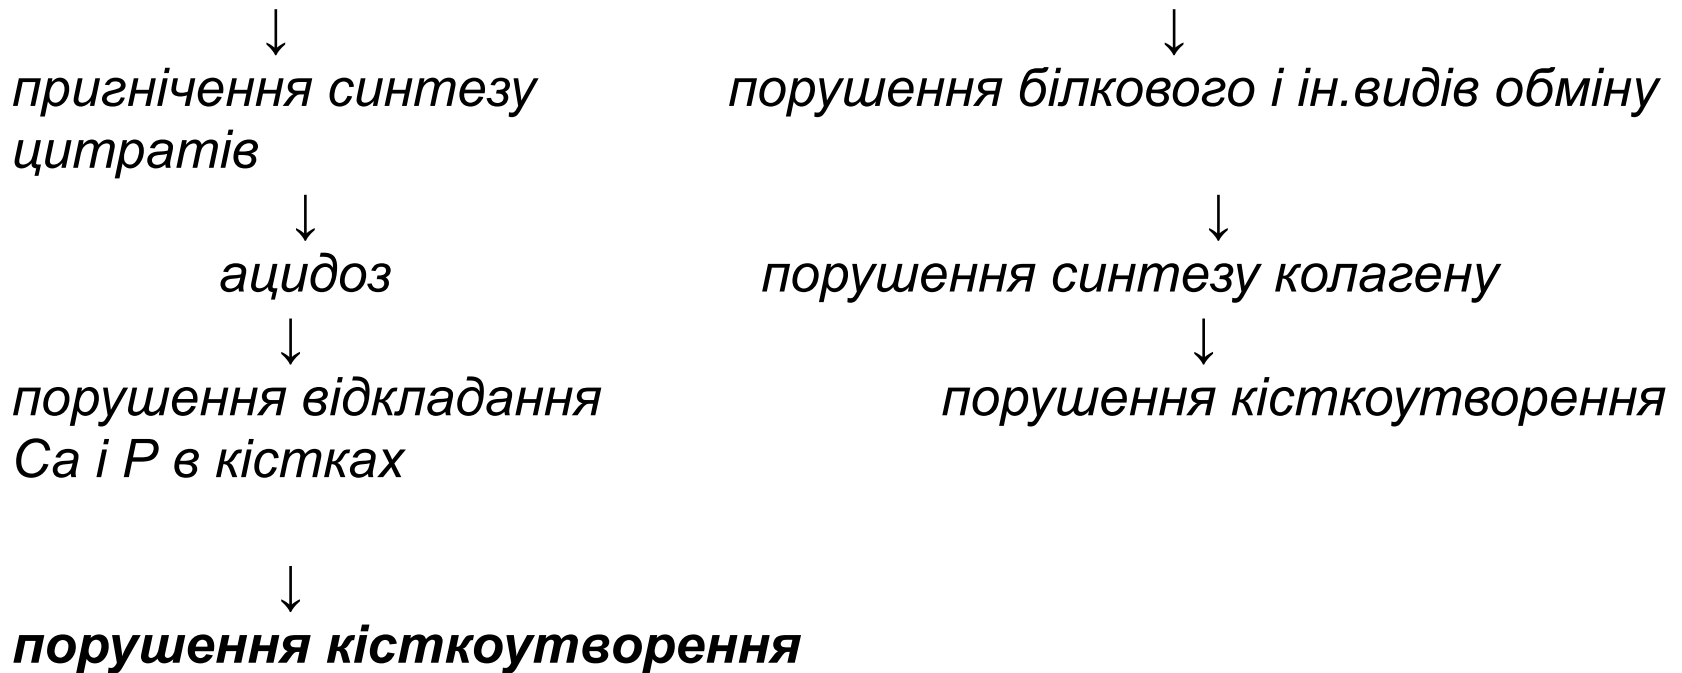 ↓ ↓
пригнічення синтезу порушення білкового і ін.видів обміну
цитратів
↓ ↓
ацидоз порушення синтезу колагену
↓ ↓
порушення відкладання порушення кісткоутворення
Са і Р в кістках
↓
порушення кісткоутворення